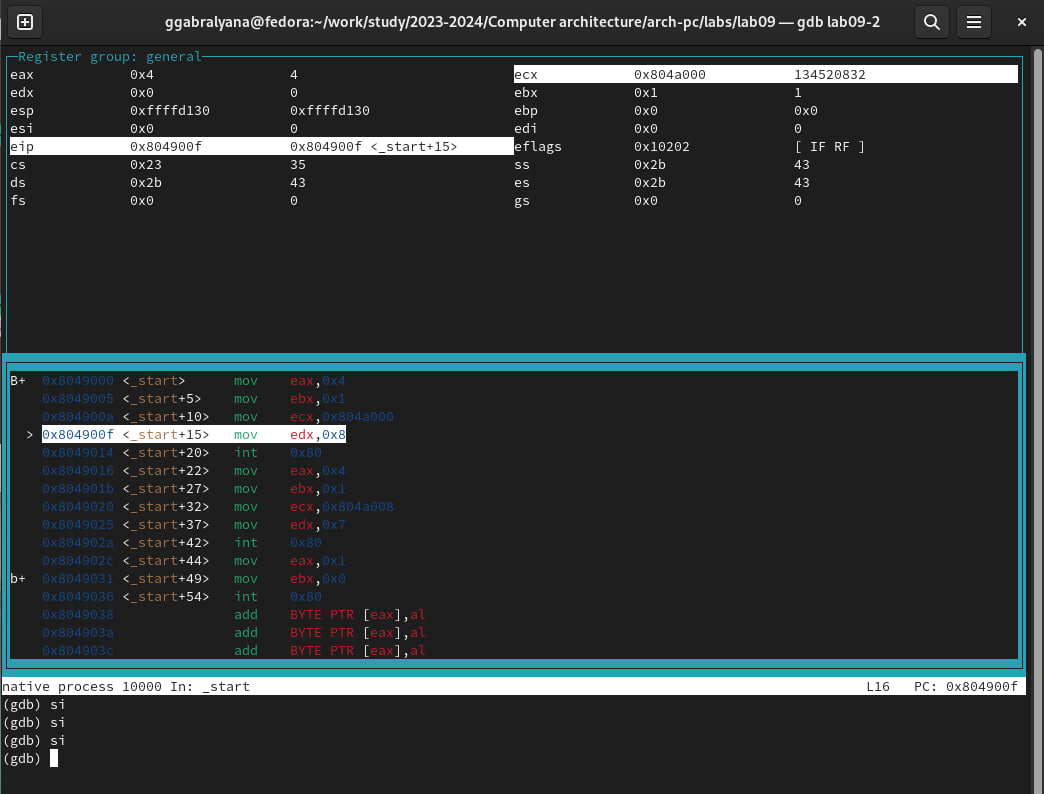 ggabralyana@fedora:~/work/study/2023-2024/Computer architecture/arch-pc/labs/lab09 — gdb lab09-2
Register group: general
eax 0x4 4 ecx 0x804a000 134520832
edx 0x0 0 ebx 0x1 1
esp 0xffffd130 0xffffd130 ebp 0x0 0x0
esi 0x0 0 edi 0x0 0
eip 0x804900f 0x804900f <_start+15> eflags 0x10202 [ IF RF ]
cs 0x23 35 ss 0x2b 43
ds 0x2b 43 es 0x2b 43
fs 0x0 0 gs 0x0 0
B+ 0x8049000 <_start> mov eax,0x4
0x8049005 <_start+5> mov ebx,0x1
0x804900a <_start+10> mov ecx,0x804a000
> 0x804900f <_start+15> mov edx,0x8
0x8049014 <_start+20> int 0x80
0x8049016 <_start+22> mov eax,0x4
0x804901b <_start+27> mov ebx,0x1
0x8049020 <_start+32> mov ecx,0x804a008
0x8049025 <_start+37> mov edx,0x7
0x804902a <_start+42> int 0x80
0x804902c <_start+44> mov eax,0x1
b+ 0x8049031 <_start+49> mov ebx,0x0
0x8049036 <_start+54> int 0x80
0x8049038 add BYTE PTR [eax],al
0x804903a add BYTE PTR [eax],al
0x804903c add BYTE PTR [eax],al
native process 10000 In: _start L16 PC: 0x804900f
(gdb) si
(gdb) si
(gdb) si
(gdb)